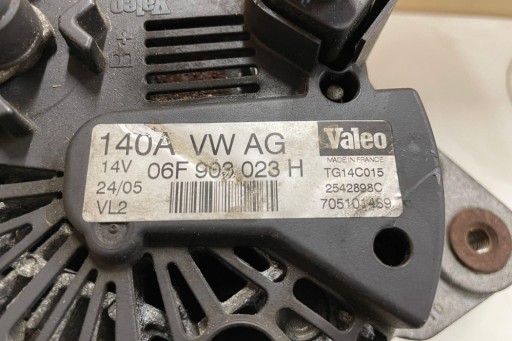 Valeo
B+
140A VW AG
14V 06F 903 023 H
24/05
VL2
Valeo
MADE IN FRANCE
TG14C015
2542898C
705101469